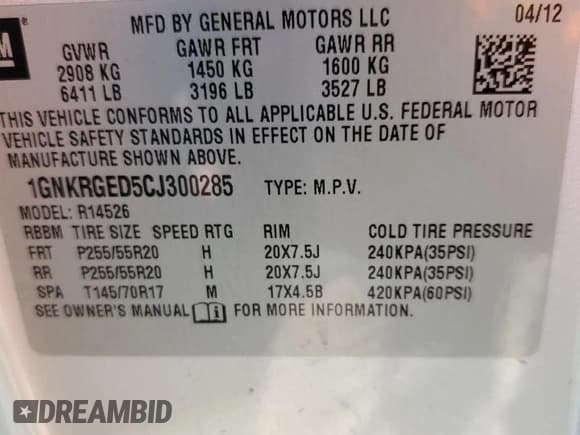 GM
MFD BY GENERAL MOTORS LLC 04/12
GVWR GAWR FRT GAWR RR
2908 KG 1450 KG 1600 KG
6411 LB 3196 LB 3527 LB
THIS VEHICLE CONFORMS TO ALL APPLICABLE U.S. FEDERAL MOTOR
VEHICLE SAFETY STANDARDS IN EFFECT ON THE DATE OF
MANUFACTURE SHOWN ABOVE.
1GNKRGED5CJ300285 TYPE: M.P.V.
MODEL: R14526
RBBM TIRE SIZE SPEED RTG RIM COLD TIRE PRESSURE
FRT P255/55R20 H 20X7.5J 240KPA(35PSI)
RR P255/55R20 H 20X7.5J 240KPA(35PSI)
SPA T145/70R17 M 17X4.5B 420KPA(60PSI)
SEE OWNER'S MANUAL FOR MORE INFORMATION.
DREAMBID